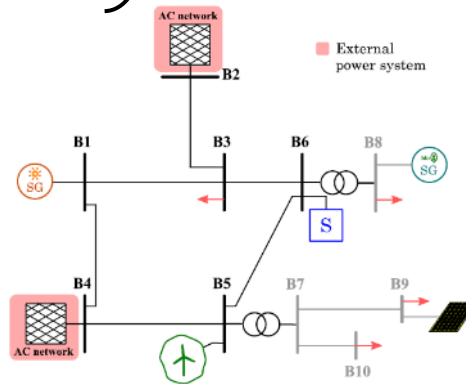 AC network
External
power system
B2
B1
B3
B6
B8
SG
SG
S
B4
B5
B7
B9
AC network
B10